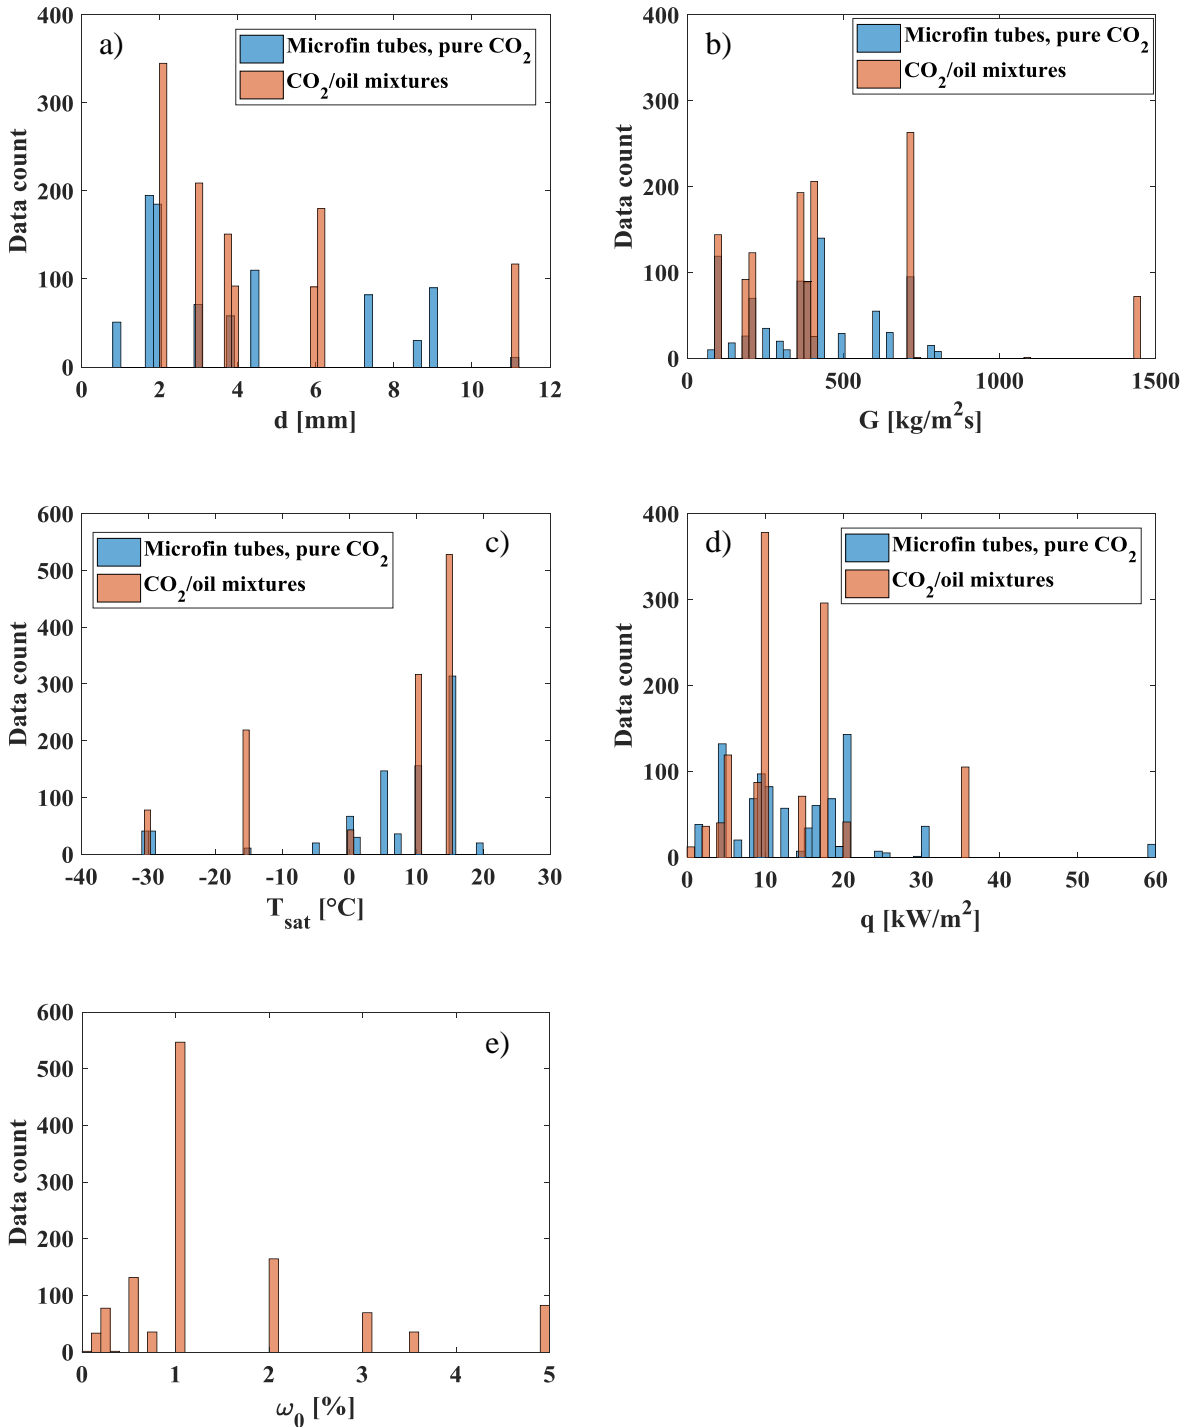 a)
Microfin tubes, pure CO2
CO2/oil mixtures
Data count
400
300
200
100
0
0 2 4 6 8 10 12
d [mm]
b)
Microfin tubes, pure CO2
CO2/oil mixtures
Data count
400
300
200
100
0
0 500 1000 1500
G [kg/m2s]
c)
Microfin tubes, pure CO2
CO2/oil mixtures
Data count
600
500
400
300
200
100
0
-40 -30 -20 -10 0 10 20 30
Tsat [°C]
d)
Microfin tubes, pure CO2
CO2/oil mixtures
Data count
400
300
200
100
0
0 10 20 30 40 50 60
q [kW/m2]
e)
Data count
600
500
400
300
200
100
0
0 1 2 3 4 5
ω0 [%]